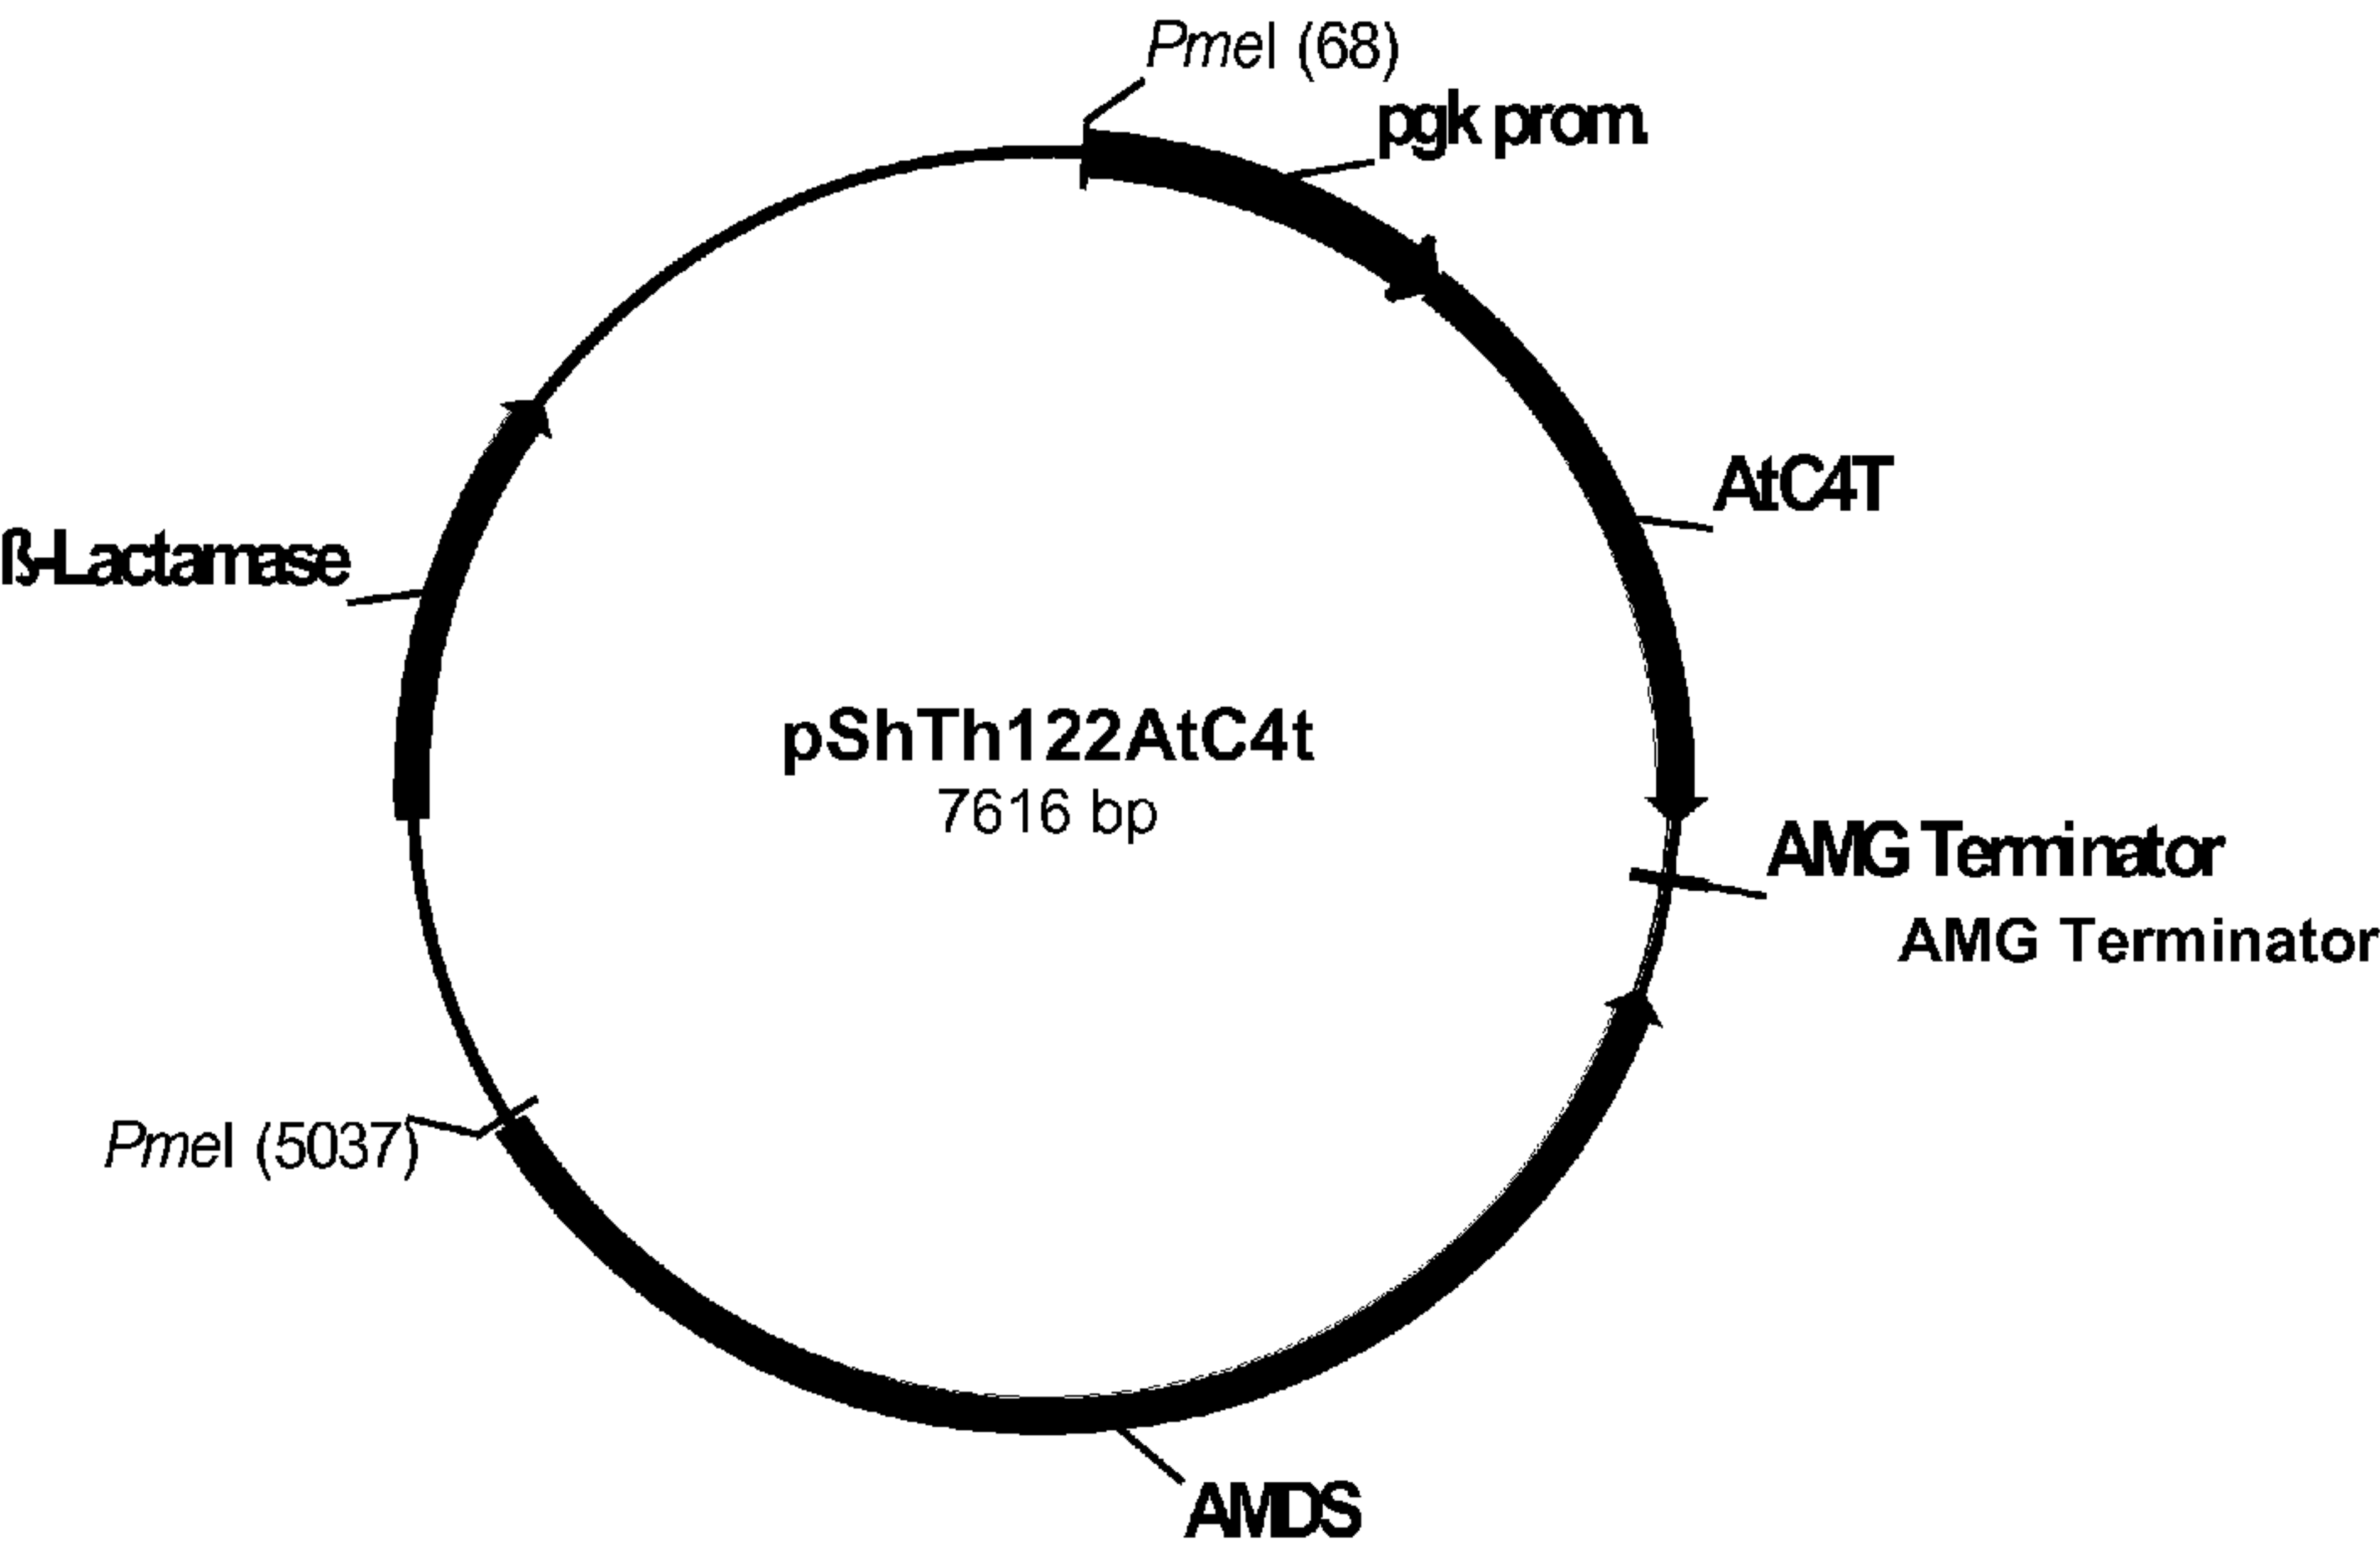 PmeI (68)
pgk prom.
AtC4T
ß-Lactamase
pShTh122AtC4t
7616 bp
AMG Terminator
AMG Terminator
PmeI (5037)
AMDS